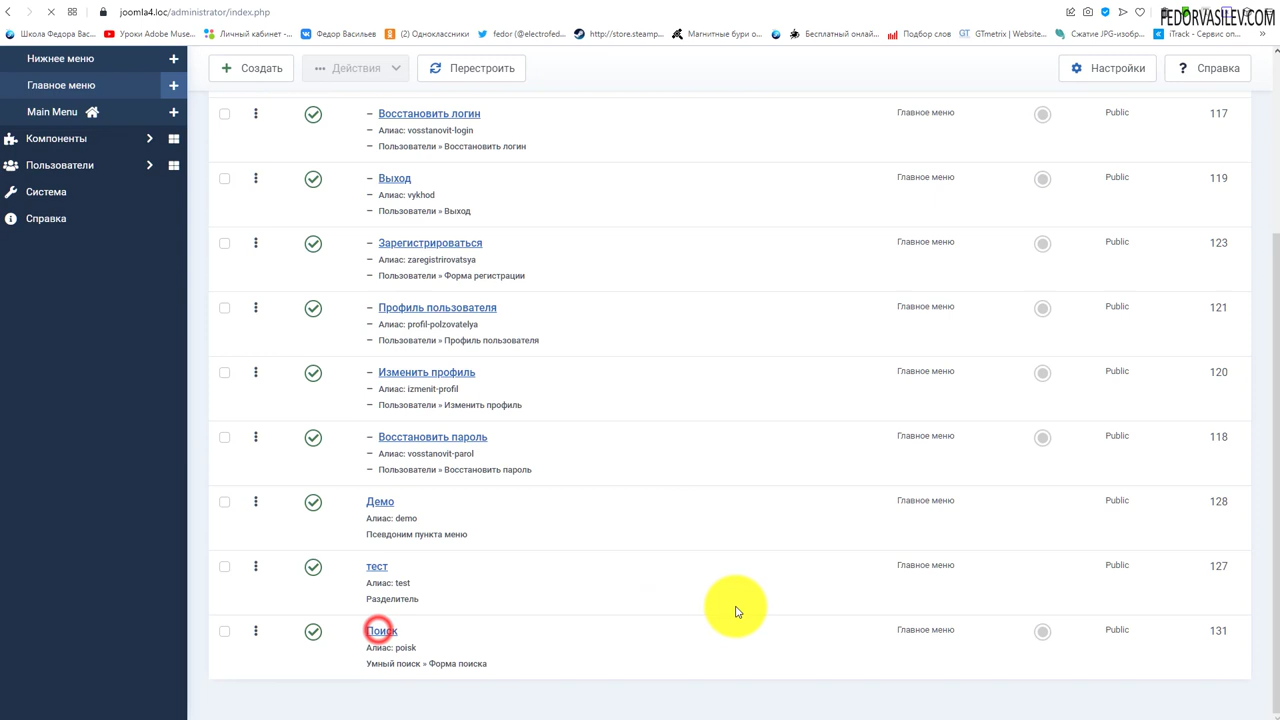 joomla4.loc/administrator/index.php
FEDORVASILEV.COM
Школа Федора Вас...
Уроки Adobe Muse...
Личный кабинет -...
Федор Васильев
(2) Одноклассники
fedor (@electrofed...
http://store.steamp...
Магнитные бури о...
Бесплатный онлай...
Подбор слов
GTmetrix | Website...
Сжатие JPG-изобр...
iTrack - Сервис оп...
»
Нижнее меню
Главное меню
Main Menu
Компоненты
Пользователи
Система
Справка
Создать
Действия
Перестроить
Настройки
Справка
– Восстановить логин Главное меню Public 117
– Алиас: vosstanovit-login
– Пользователи » Восстановить логин
– Выход Главное меню Public 119
– Алиас: vykhod
– Пользователи » Выход
– Зарегистрироваться Главное меню Public 123
– Алиас: zaregistrirovatsya
– Пользователи » Форма регистрации
– Профиль пользователя Главное меню Public 121
– Алиас: profil-polzovatelya
– Пользователи » Профиль пользователя
– Изменить профиль Главное меню Public 120
– Алиас: izmenit-profil
– Пользователи » Изменить профиль
– Восстановить пароль Главное меню Public 118
– Алиас: vosstanovit-parol
– Пользователи » Восстановить пароль
Демо Главное меню Public 128
Алиас: demo
Псевдоним пункта меню
тест Главное меню Public 127
Алиас: test
Разделитель
Поиск Главное меню Public 131
Алиас: poisk
Умный поиск » Форма поиска